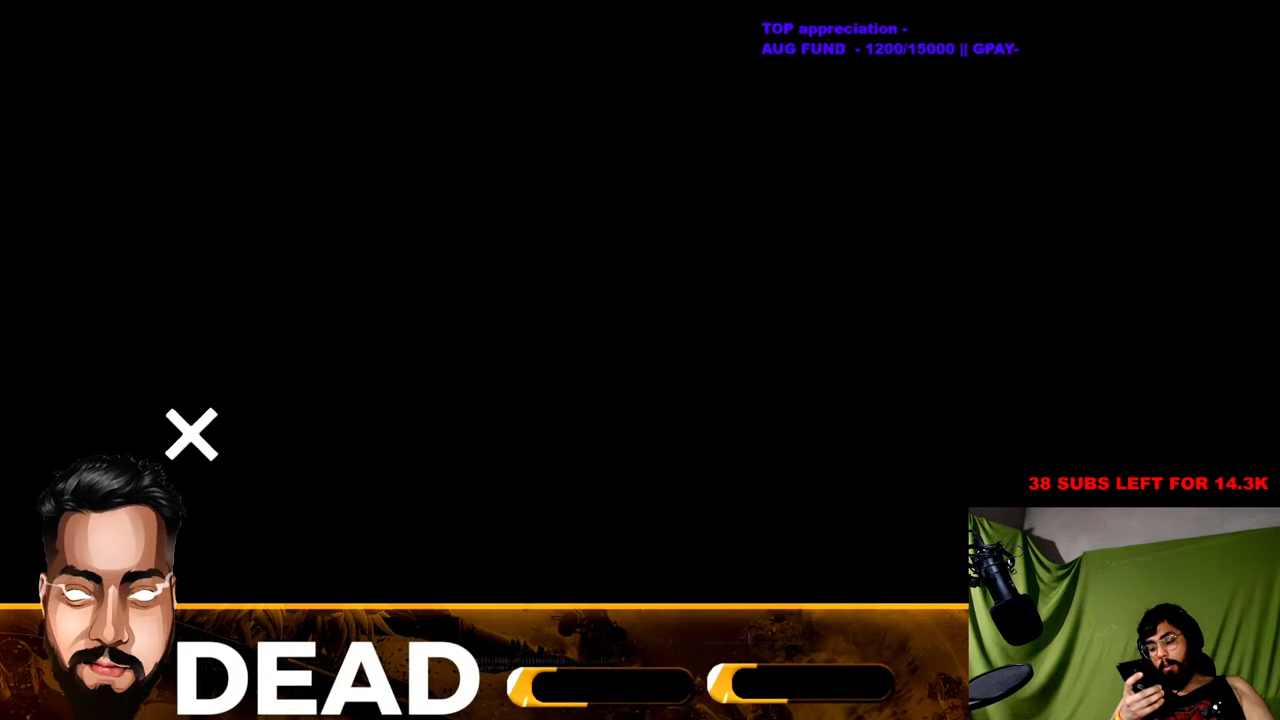 TOP appreciation -
AUG FUND  - 1200/15000 || GPAY-
38 SUBS LEFT FOR 14.3K
DEAD